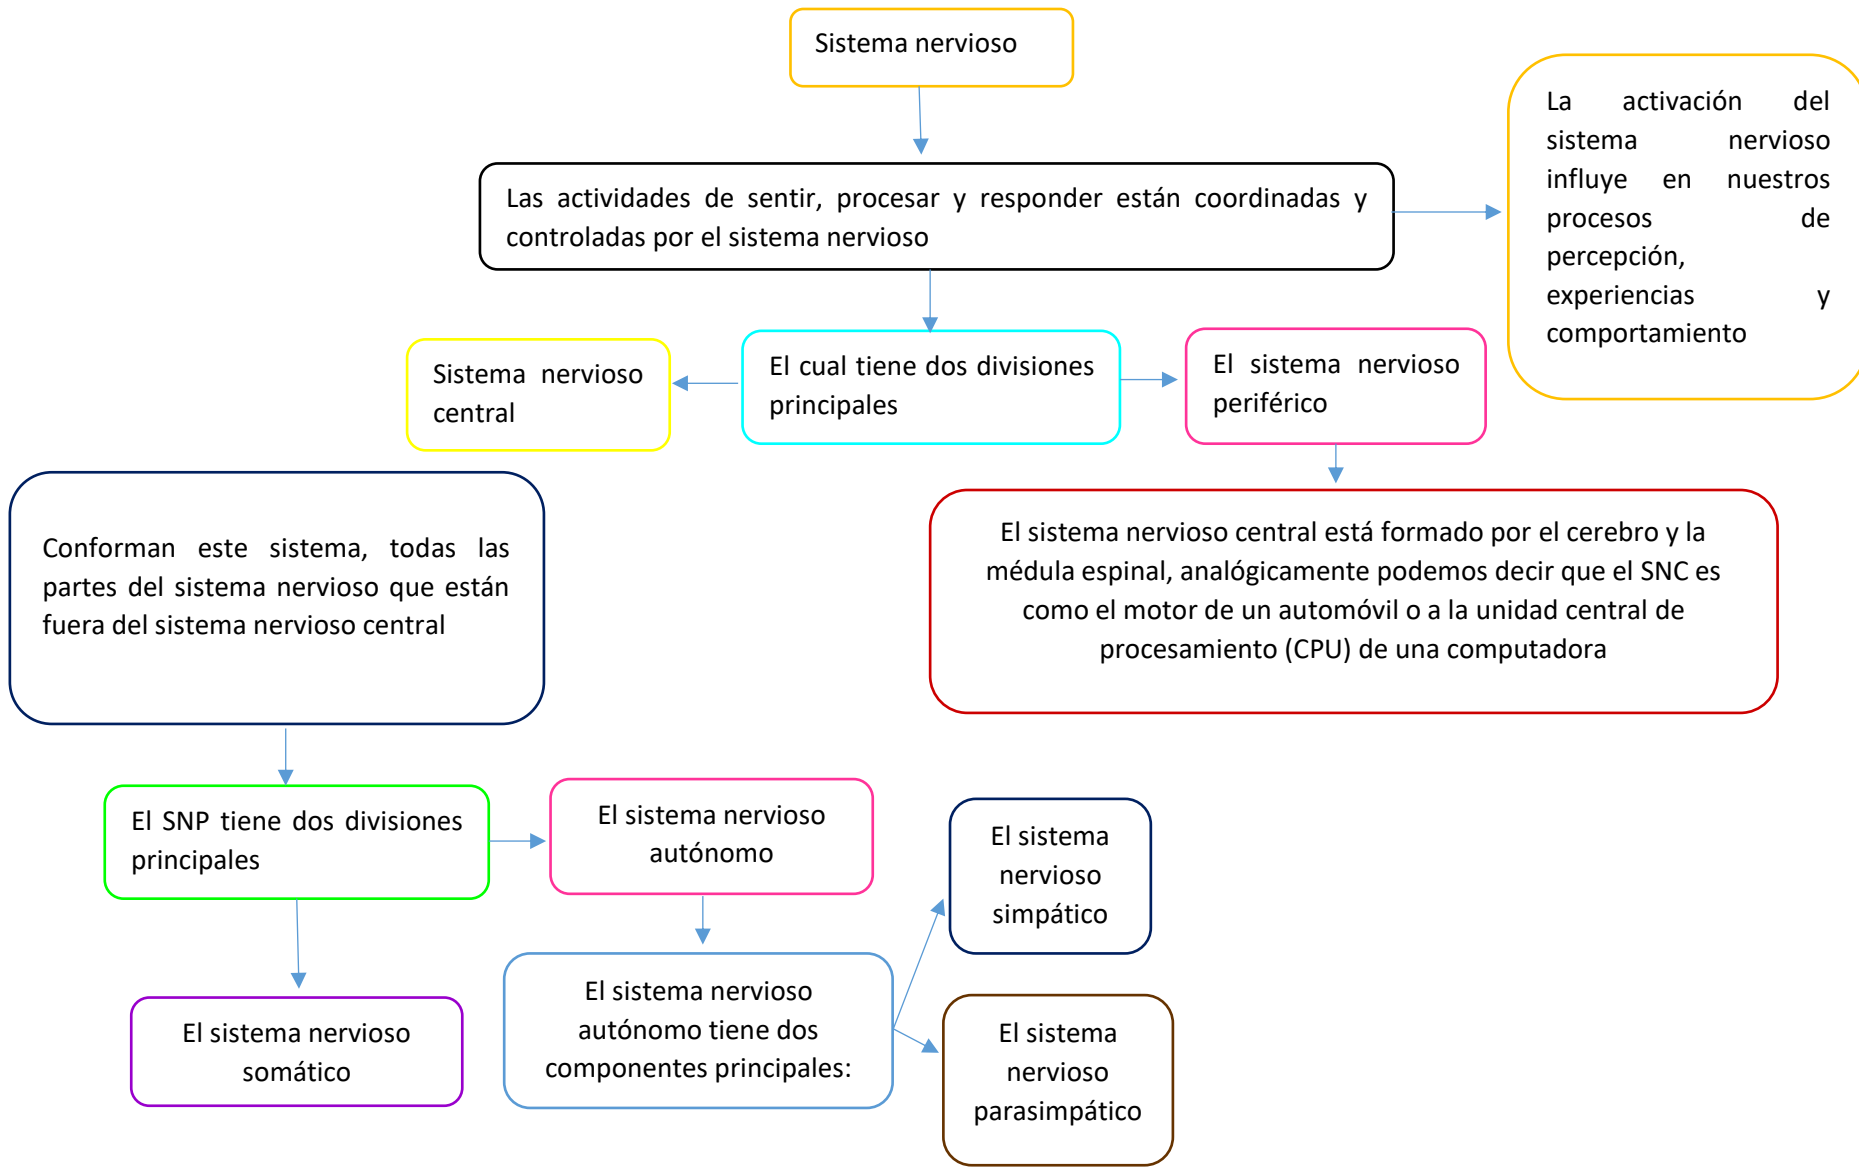 Sistema nervioso
La activación del
sistema nervioso
influye en nuestros
procesos de
percepción,
experiencias y
comportamiento
Las actividades de sentir, procesar y responder están coordinadas y
controladas por el sistema nervioso
Sistema nervioso
central
El cual tiene dos divisiones
principales
El sistema nervioso
periférico
Conforman este sistema, todas las
partes del sistema nervioso que están
fuera del sistema nervioso central
El sistema nervioso central está formado por el cerebro y la
médula espinal, analógicamente podemos decir que el SNC es
como el motor de un automóvil o a la unidad central de
procesamiento (CPU) de una computadora
El SNP tiene dos divisiones
principales
El sistema nervioso
autónomo
El sistema
nervioso
simpático
El sistema nervioso
somático
El sistema nervioso
autónomo tiene dos
componentes principales:
El sistema
nervioso
parasimpático